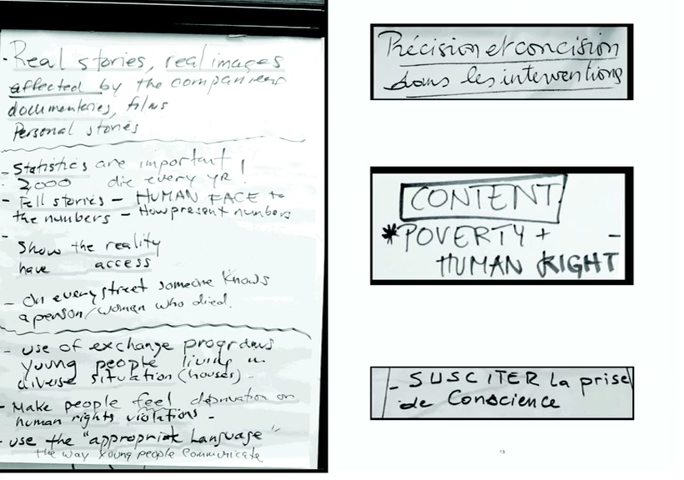 - Real stories, real images
affected by the
documentaries, films
Personal stories
- Statistics are important!
2000 die every yr!
- Tell stories - HUMAN FACE to
the numbers - How present numbers
- Show the reality
have access
- On every street someone knows
a person/woman who died.
- use of exchange programs
young people living in
diverse situation (houses) -
- Make people feel deprivation or
human rights violations -
- use the "appropriate Language"
the way young people communicate
Précision et concision
dans les interventions
CONTENT
*POVERTY +
HUMAN RIGHT
- SUSCITER la prise
de Conscience